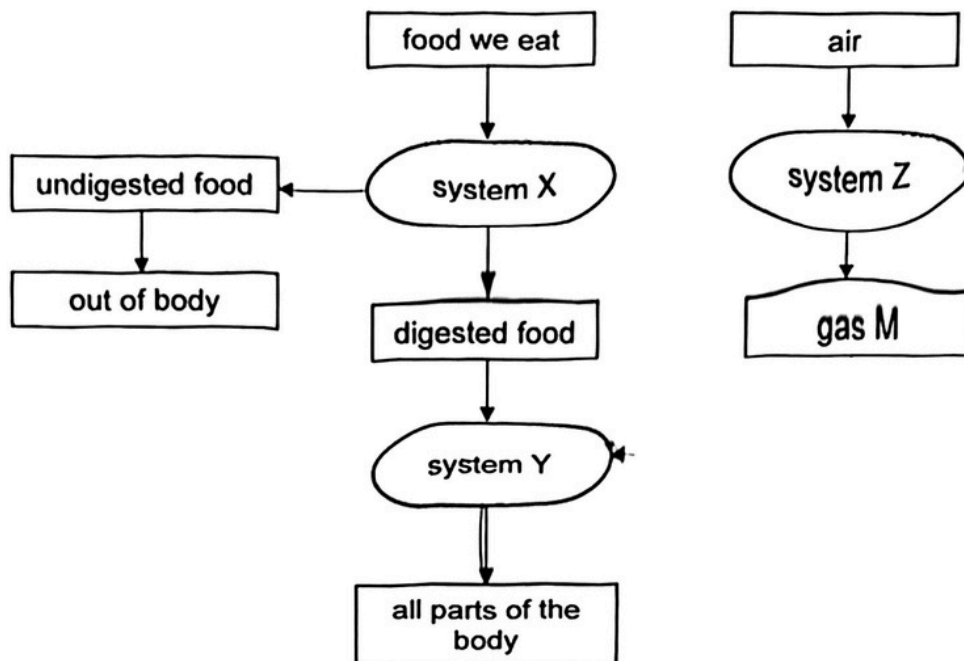 food we eat
air
system X
system Z
undigested food
out of body
digested food
gas M
system Y
all parts of the
body